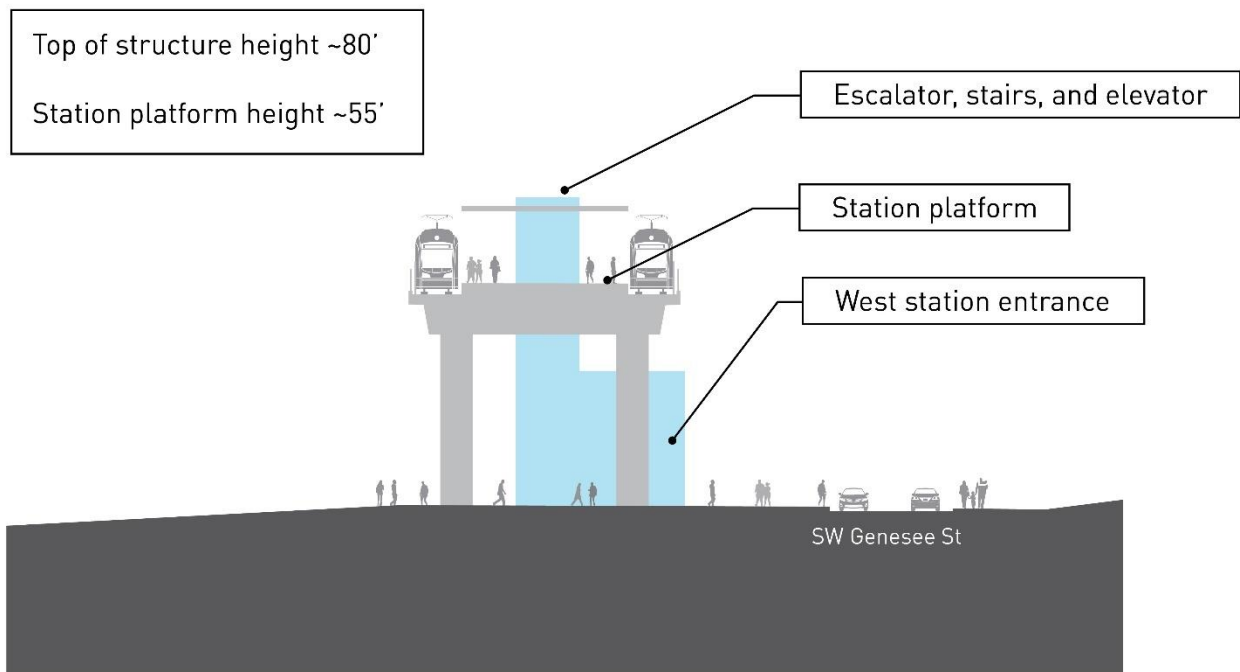 Top of structure height ~80’
Station platform height ~55’
Escalator, stairs, and elevator
Station platform
West station entrance
SW Genesee St